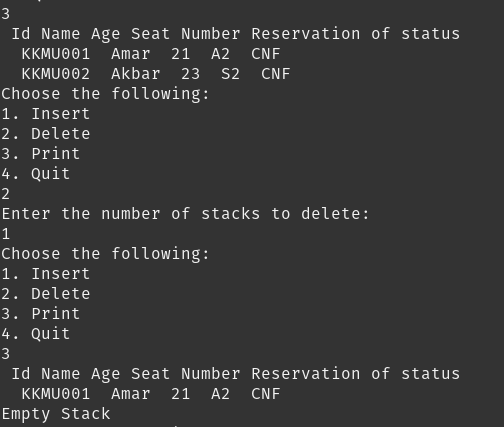 3
Id Name Age Seat Number Reservation of status
KKMU001 Amar 21 A2 CNF
KKMU002 Akbar 23 S2 CNF
Choose the following:
1. Insert
2. Delete
3. Print
4. Quit
2
Enter the number of stacks to delete:
1
Choose the following:
1. Insert
2. Delete
3. Print
4. Quit
3
Id Name Age Seat Number Reservation of status
KKMU001 Amar 21 A2 CNF
Empty Stack